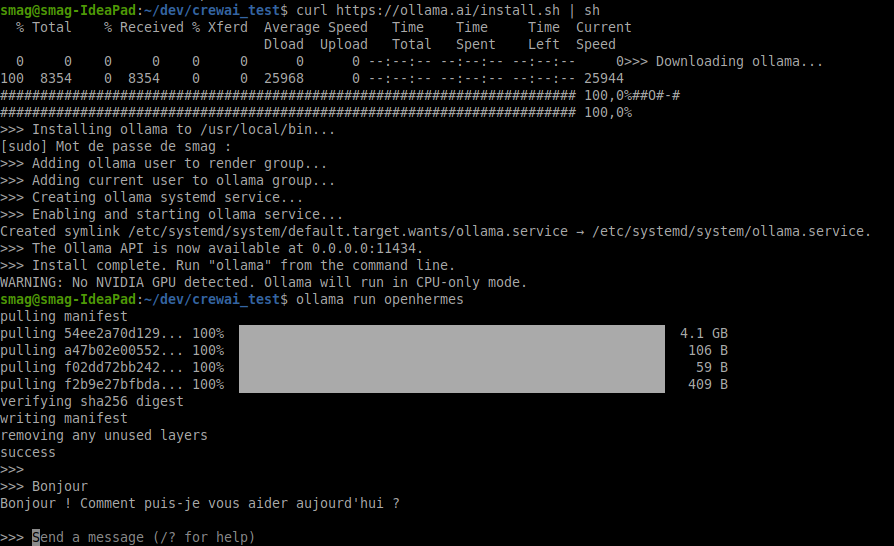 smag@smag-IdeaPad:~/dev/crewai_test$ curl https://ollama.ai/install.sh | sh
  % Total    % Received % Xferd  Average Speed   Time    Time     Time  Current
                                 Dload  Upload   Total   Spent    Left  Speed
  0     0    0     0    0     0      0      0 --:--:-- --:--:-- --:--:--     0>>> Downloading ollama...
100  8354    0  8354    0     0  25968      0 --:--:-- --:--:-- --:--:-- 25944
######################################################################## 100,0%##O#-#
######################################################################## 100,0%
>>> Installing ollama to /usr/local/bin...
[sudo] Mot de passe de smag :
>>> Adding ollama user to render group...
>>> Adding current user to ollama group...
>>> Creating ollama systemd service...
>>> Enabling and starting ollama service...
Created symlink /etc/systemd/system/default.target.wants/ollama.service → /etc/systemd/system/ollama.service.
>>> The Ollama API is now available at 0.0.0.0:11434.
>>> Install complete. Run "ollama" from the command line.
WARNING: No NVIDIA GPU detected. Ollama will run in CPU-only mode.
smag@smag-IdeaPad:~/dev/crewai_test$ ollama run openhermes
pulling manifest
pulling 54ee2a70d129... 100% 4.1 GB
pulling a47b02e00552... 100% 106 B
pulling f02dd72bb242... 100% 59 B
pulling f2b9e27bfbda... 100% 409 B
verifying sha256 digest
writing manifest
removing any unused layers
success
>>>
>>> Bonjour
Bonjour ! Comment puis-je vous aider aujourd'hui ?
>>> Send a message (/? for help)